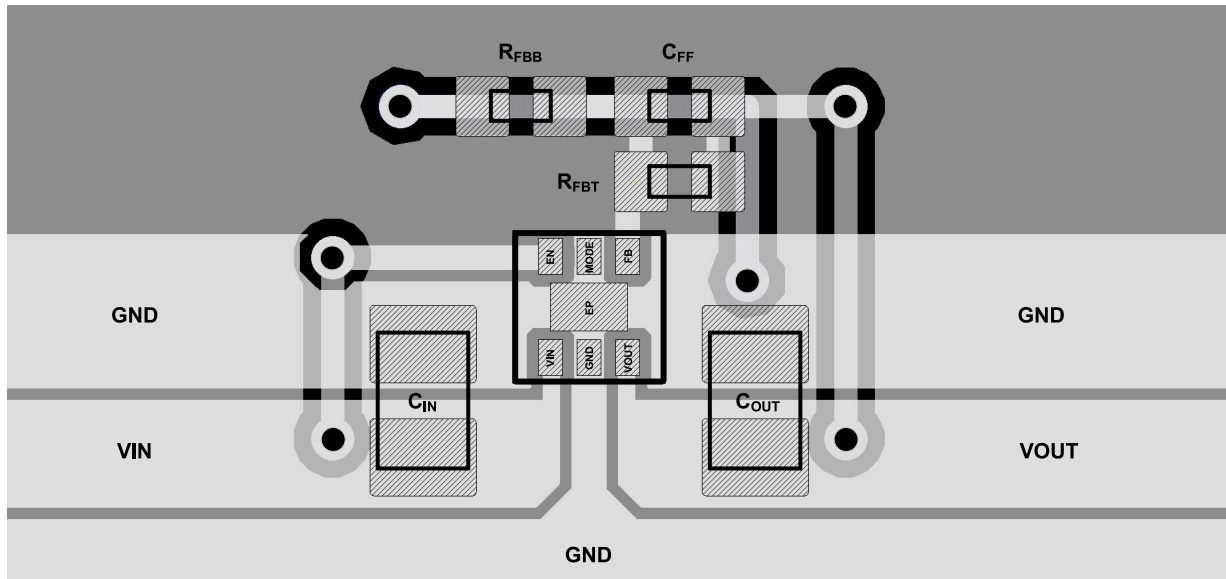 RFBB CFF
RFBT
EN MODE FB
GND EP GND
VIN GND VOUT
CIN COUT
VIN VOUT
GND